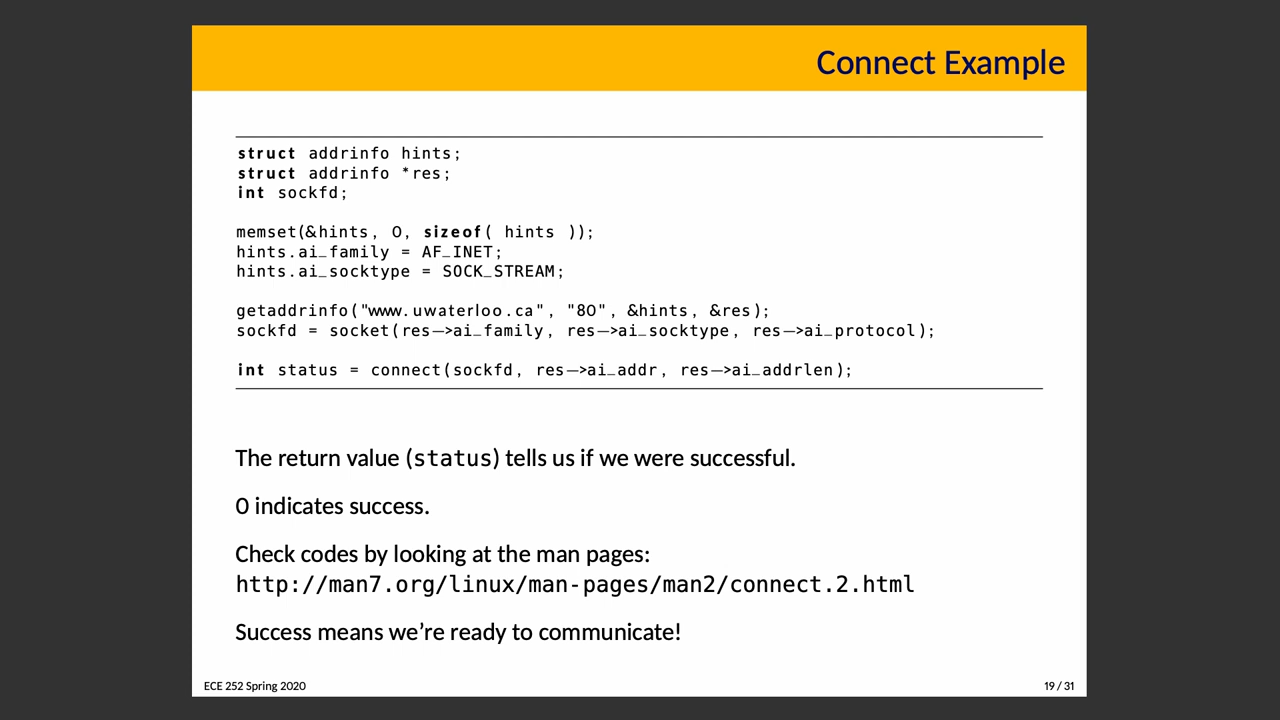 Connect Example
struct addrinfo hints;
struct addrinfo *res;
int sockfd;
memset(&hints, 0, sizeof( hints ));
hints.ai_family = AF_INET;
hints.ai_socktype = SOCK_STREAM;
getaddrinfo("www.uwaterloo.ca", "80", &hints, &res);
sockfd = socket(res—>ai_family, res—>ai_socktype, res—>ai_protocol);
int status = connect(sockfd, res—>ai_addr, res—>ai_addrlen);
The return value (status) tells us if we were successful.
0 indicates success.
Check codes by looking at the man pages:
http://man7.org/linux/man-pages/man2/connect.2.html
Success means we’re ready to communicate!
ECE 252 Spring 2020
19 / 31